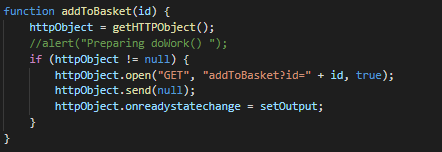 function addToBasket(id) {
    httpObject = getHTTPObject();
    //alert("Preparing doWork() ");
    if (httpObject != null) {
        httpObject.open("GET", "addToBasket?id=" + id, true);
        httpObject.send(null);
        httpObject.onreadystatechange = setOutput;
    }
}